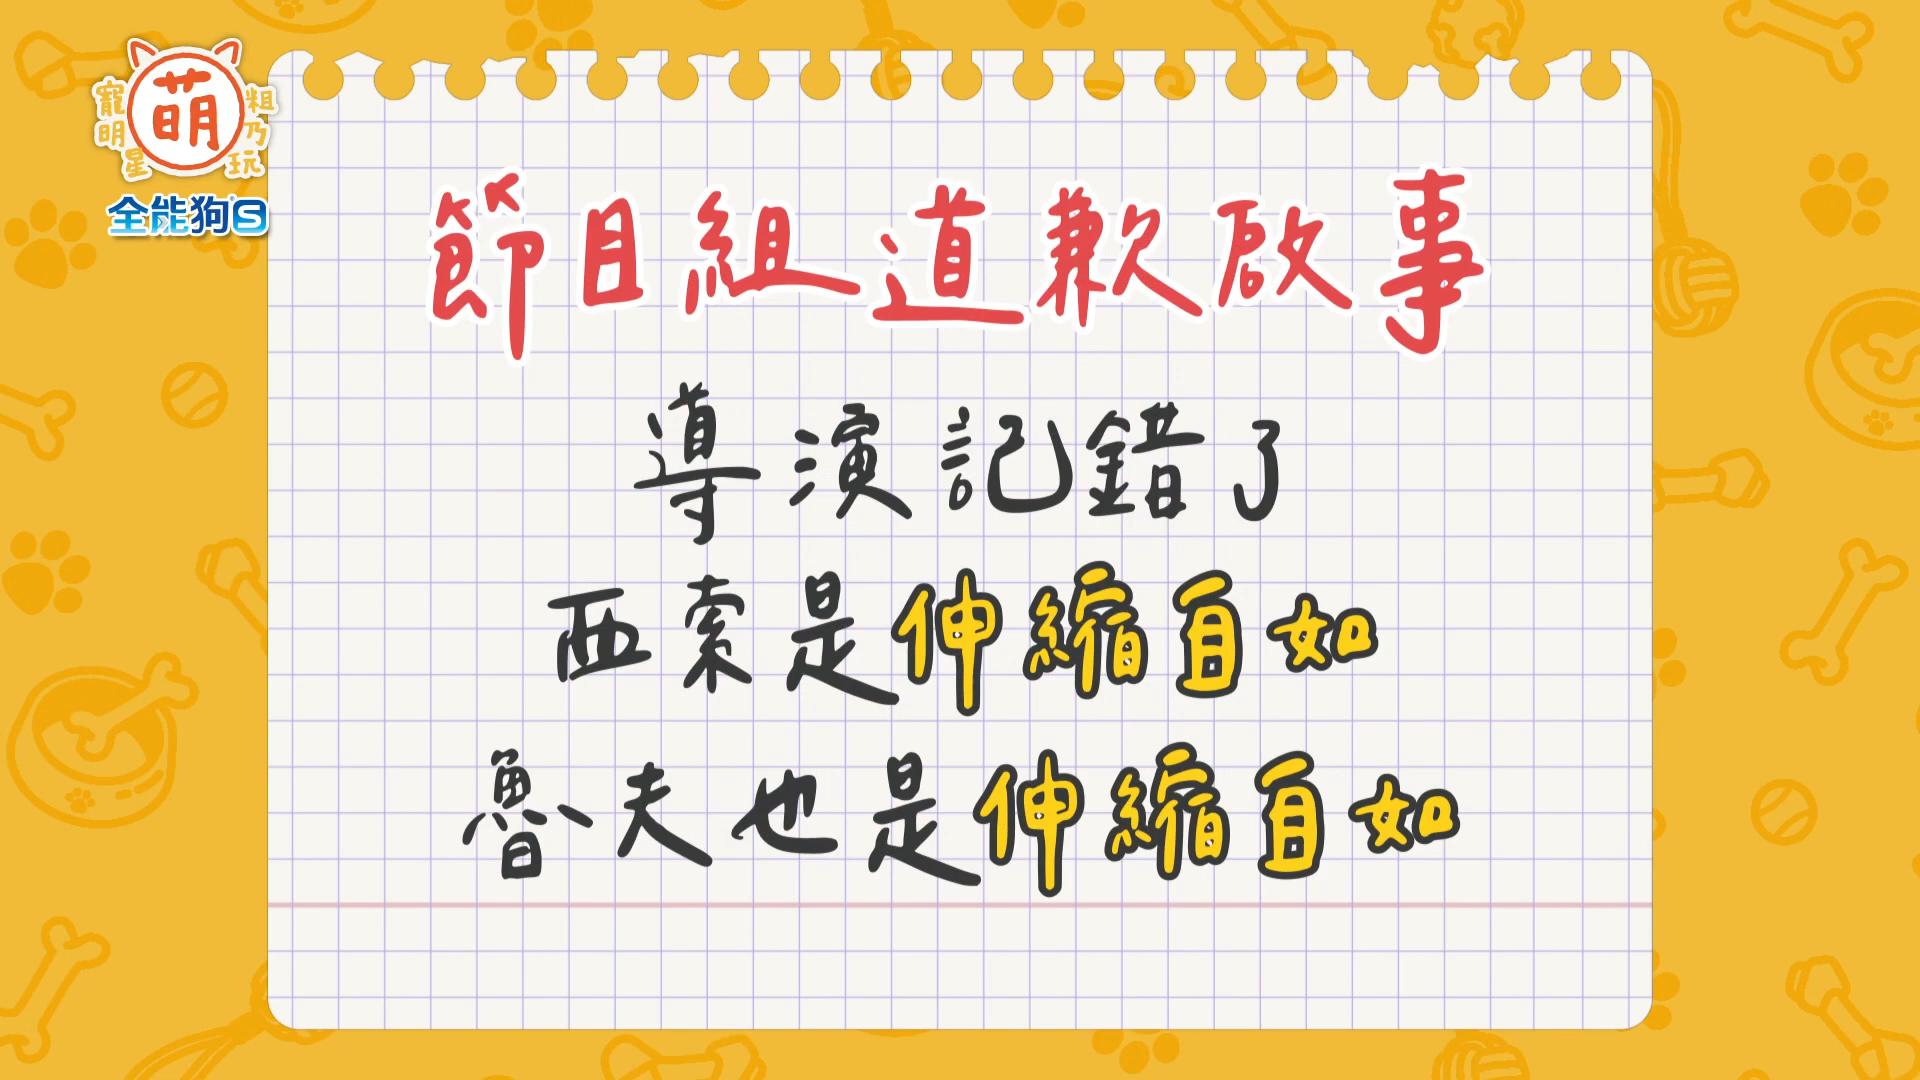 萌
寵明星
粗乃玩
全能狗S
節目組道歉啟事
導演記錯了
西索是伸縮自如
魯夫也是伸縮自如